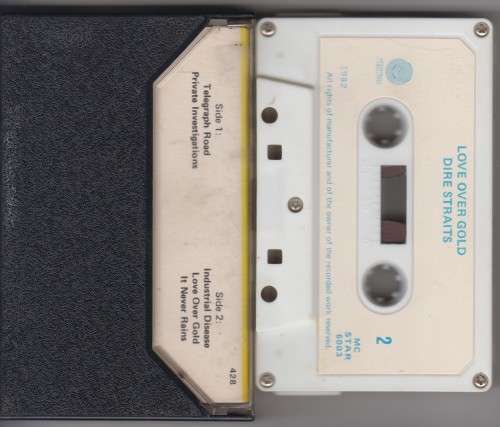 Side 1:
Telegraph Road
Private Investigations
Side 2:
Industrial Disease
Love Over Gold
It Never Rains
428
LOVE OVER GOLD
DIRE STRAITS
2
MC
STAR
6003
1982
All rights of manufacturer and of the owner of the recorded work reserved.